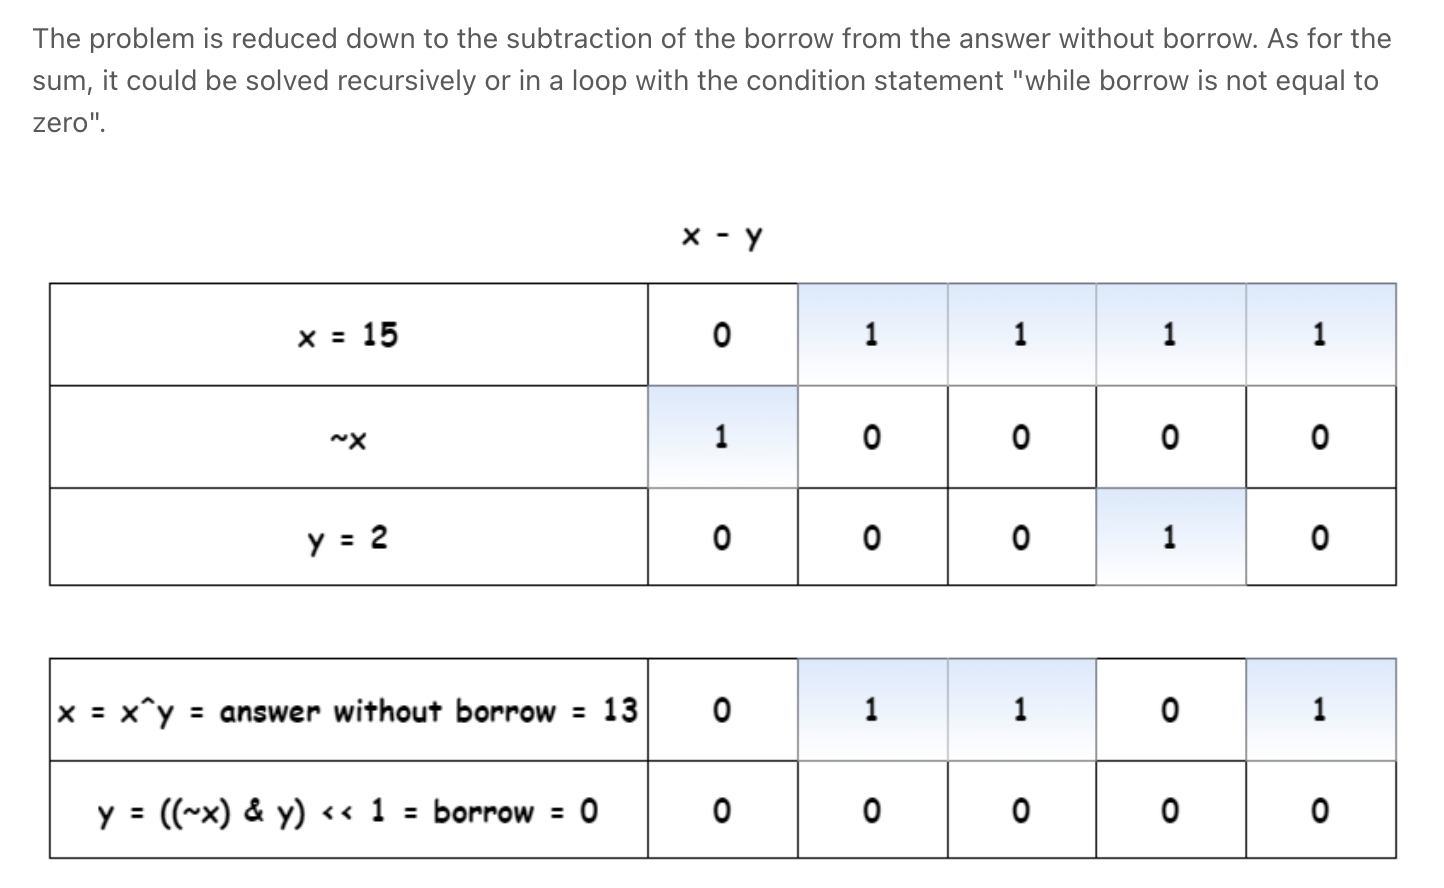 The problem is reduced down to the subtraction of the borrow from the answer without borrow. As for the
sum, it could be solved recursively or in a loop with the condition statement "while borrow is not equal to
zero".
x - y
x = 15 0 1 1 1 1
~x 1 0 0 0 0
y = 2 0 0 0 1 0
x = x^y = answer without borrow = 13 0 1 1 0 1
y = ((~x) & y) << 1 = borrow = 0 0 0 0 0 0